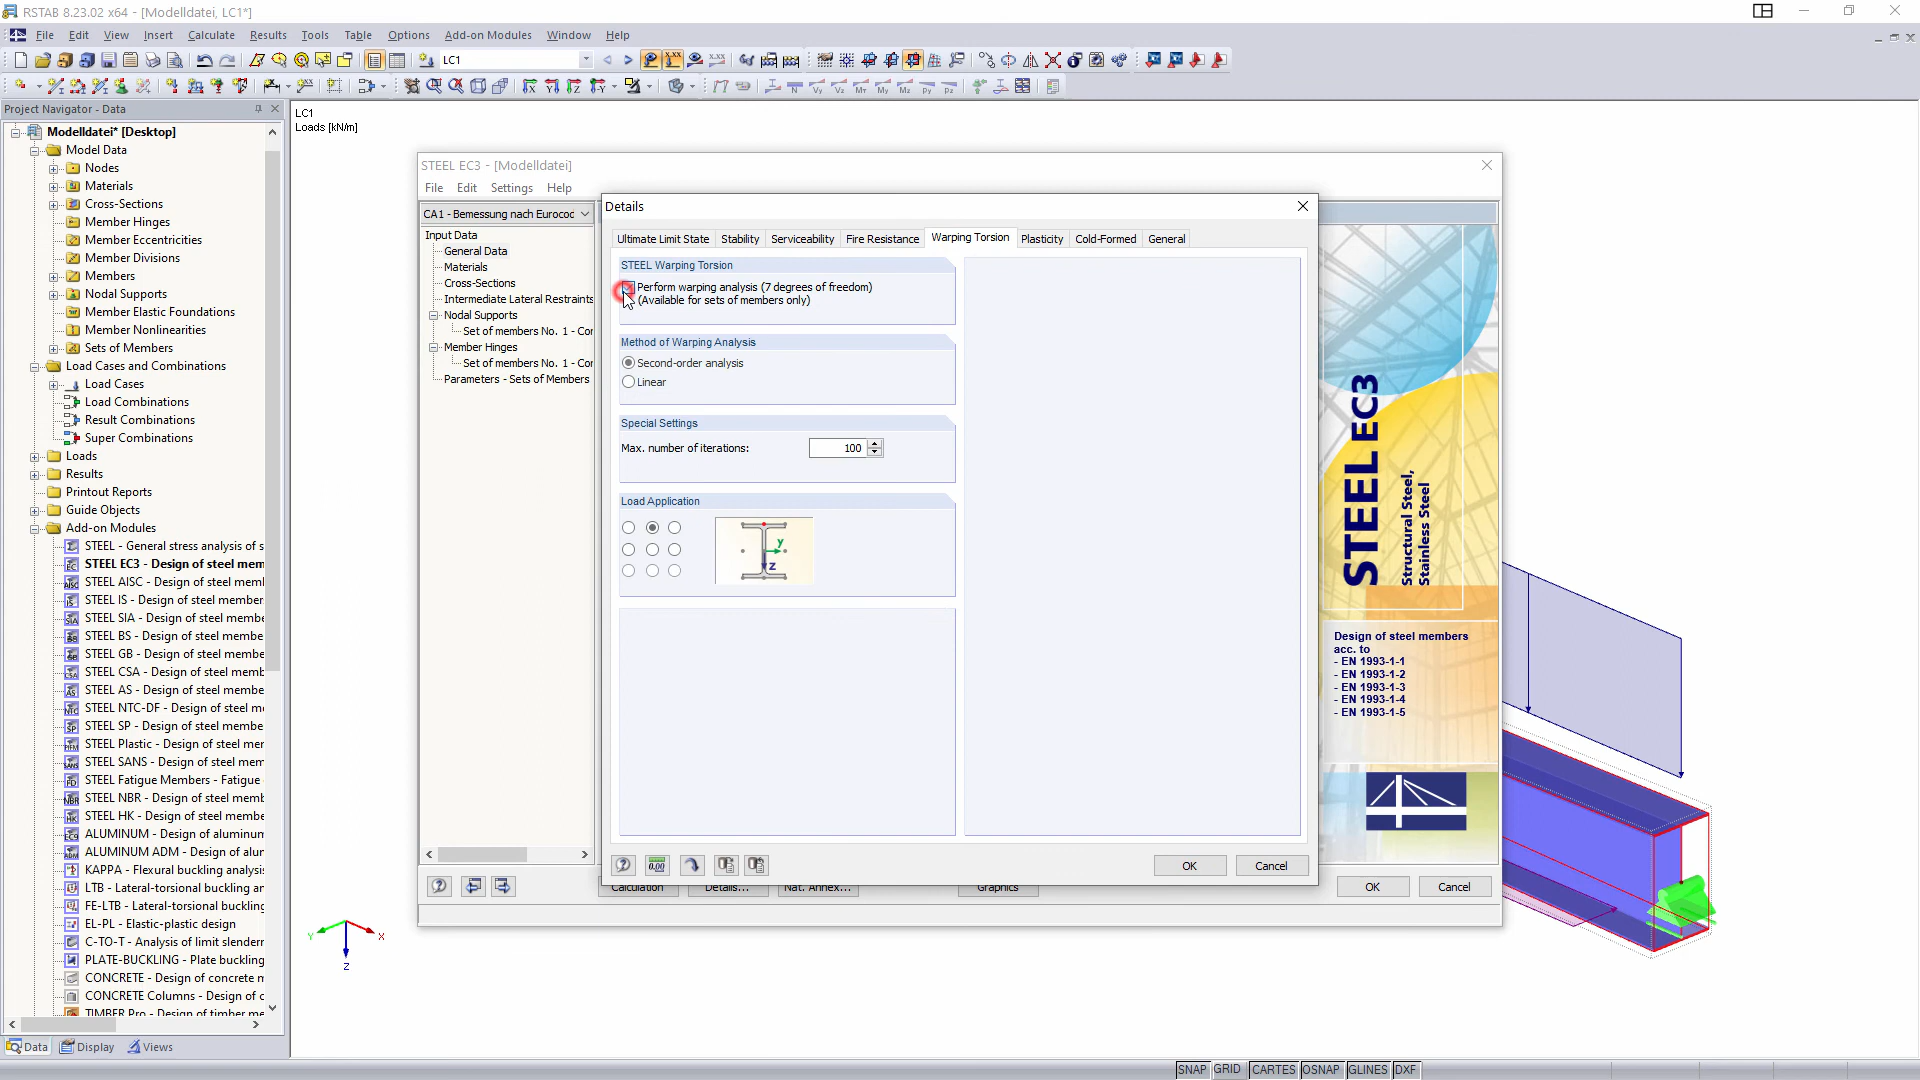 RSTAB 8.23.02 x64 - [Modelldatei, LC1*]
File Edit View Insert Calculate Results Tools Table Options Add-on Modules Window Help
LC1
Project Navigator - Data
Modelldatei* [Desktop]
Model Data
Nodes
Materials
Cross-Sections
Member Hinges
Member Eccentricities
Member Divisions
Members
Nodal Supports
Member Elastic Foundations
Member Nonlinearities
Sets of Members
Load Cases and Combinations
Load Cases
Load Combinations
Result Combinations
Super Combinations
Loads
Results
Printout Reports
Guide Objects
Add-on Modules
STEEL - General stress analysis of s
STEEL EC3 - Design of steel mem
STEEL AISC - Design of steel meml
STEEL IS - Design of steel member
STEEL SIA - Design of steel membe
STEEL BS - Design of steel membe
STEEL GB - Design of steel membe
STEEL CSA - Design of steel memb
STEEL AS - Design of steel membe
STEEL NTC-DF - Design of steel me
STEEL SP - Design of steel membe
STEEL Plastic - Design of steel mer
STEEL SANS - Design of steel mem
STEEL Fatigue Members - Fatigue
STEEL NBR - Design of steel memb
STEEL HK - Design of steel membe
ALUMINUM - Design of aluminum
ALUMINUM ADM - Design of alur
KAPPA - Flexural buckling analysis
LTB - Lateral-torsional buckling an
FE-LTB - Lateral-torsional buckling
EL-PL - Elastic-plastic design
C-TO-T - Analysis of limit slenderr
PLATE-BUCKLING - Plate buckling
CONCRETE - Design of concrete m
CONCRETE Columns - Design of c
TIMBER Pro - Design of timber me
Data Display Views
LC1
Loads [kN/m]
STEEL EC3 - [Modelldatei]
File Edit Settings Help
CA1 - Bemessung nach Eurocod
Input Data
General Data
Materials
Cross-Sections
Intermediate Lateral Restraints
Nodal Supports
Set of members No. 1 - Cor
Member Hinges
Set of members No. 1 - Cor
Parameters - Sets of Members
Details
Ultimate Limit State Stability Serviceability Fire Resistance Warping Torsion Plasticity Cold-Formed General
STEEL Warping Torsion
Perform warping analysis (7 degrees of freedom)
(Available for sets of members only)
Method of Warping Analysis
Second-order analysis
Linear
Special Settings
Max. number of iterations: 100
Load Application
y
z
0.00
OK Cancel
Calculation Details... Nat. Annex... Graphics OK Cancel
STEEL EC3
Structural Steel,
Stainless Steel
Design of steel members
acc. to
- EN 1993-1-1
- EN 1993-1-2
- EN 1993-1-3
- EN 1993-1-4
- EN 1993-1-5
Y X
Z
SNAP GRID CARTES OSNAP GLINES DXF